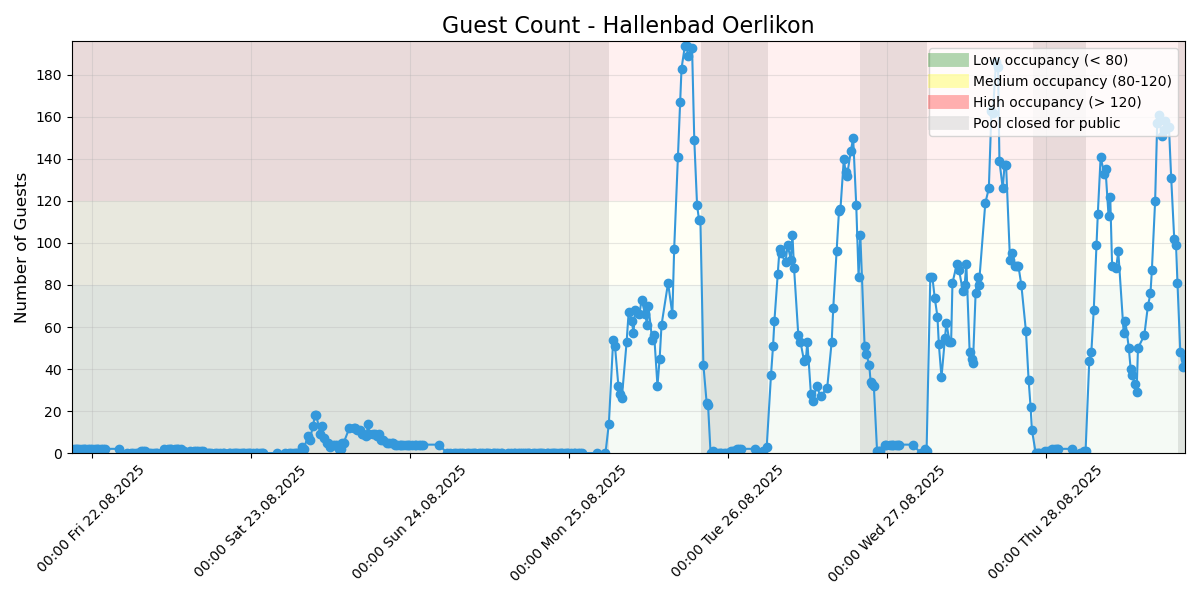 Guest Count - Hallenbad Oerlikon
Low occupancy (< 80)
Medium occupancy (80-120)
High occupancy (> 120)
Pool closed for public
Number of Guests
180
160
140
120
100
80
60
40
20
0
00:00 Fri 22.08.2025
00:00 Sat 23.08.2025
00:00 Sun 24.08.2025
00:00 Mon 25.08.2025
00:00 Tue 26.08.2025
00:00 Wed 27.08.2025
00:00 Thu 28.08.2025